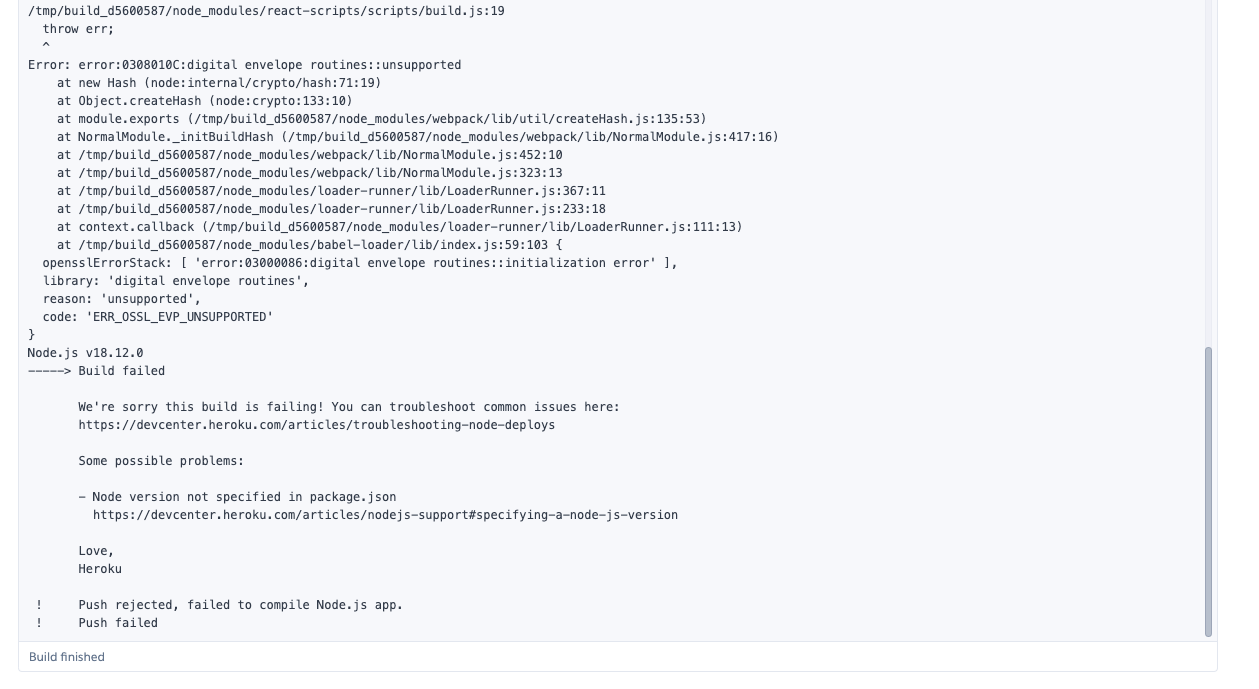 /tmp/build_d5600587/node_modules/react-scripts/scripts/build.js:19
  throw err;
  ^
Error: error:0308010C:digital envelope routines::unsupported
    at new Hash (node:internal/crypto/hash:71:19)
    at Object.createHash (node:crypto:133:10)
    at module.exports (/tmp/build_d5600587/node_modules/webpack/lib/util/createHash.js:135:53)
    at NormalModule._initBuildHash (/tmp/build_d5600587/node_modules/webpack/lib/NormalModule.js:417:16)
    at /tmp/build_d5600587/node_modules/webpack/lib/NormalModule.js:452:10
    at /tmp/build_d5600587/node_modules/webpack/lib/NormalModule.js:323:13
    at /tmp/build_d5600587/node_modules/loader-runner/lib/LoaderRunner.js:367:11
    at /tmp/build_d5600587/node_modules/loader-runner/lib/LoaderRunner.js:233:18
    at context.callback (/tmp/build_d5600587/node_modules/loader-runner/lib/LoaderRunner.js:111:13)
    at /tmp/build_d5600587/node_modules/babel-loader/lib/index.js:59:103 {
  opensslErrorStack: [ 'error:03000086:digital envelope routines::initialization error' ],
  library: 'digital envelope routines',
  reason: 'unsupported',
  code: 'ERR_OSSL_EVP_UNSUPPORTED'
}
Node.js v18.12.0
-----> Build failed
       We're sorry this build is failing! You can troubleshoot common issues here:
       https://devcenter.heroku.com/articles/troubleshooting-node-deploys
       Some possible problems:
       - Node version not specified in package.json
         https://devcenter.heroku.com/articles/nodejs-support#specifying-a-node-js-version
       Love,
       Heroku
 !     Push rejected, failed to compile Node.js app.
 !     Push failed
Build finished